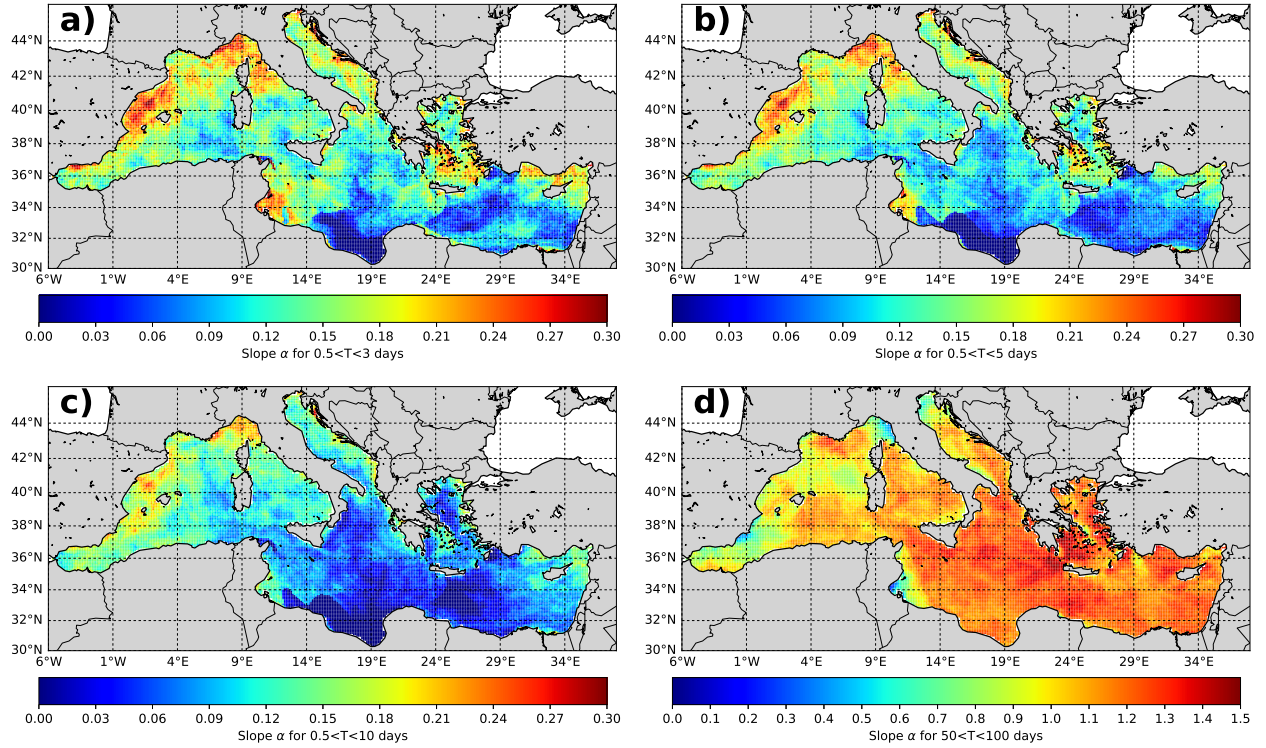 a)
b)
44°N
42°N
40°N
38°N
36°N
34°N
32°N
30°N
6°W 1°W 4°E 9°E 14°E 19°E 24°E 29°E 34°E
0.00 0.03 0.06 0.09 0.12 0.15 0.18 0.21 0.24 0.27 0.30
Slope α for 0.5<T<3 days
44°N
42°N
40°N
38°N
36°N
34°N
32°N
30°N
6°W 1°W 4°E 9°E 14°E 19°E 24°E 29°E 34°E
0.00 0.03 0.06 0.09 0.12 0.15 0.18 0.21 0.24 0.27 0.30
Slope α for 0.5<T<5 days
c)
d)
44°N
42°N
40°N
38°N
36°N
34°N
32°N
30°N
6°W 1°W 4°E 9°E 14°E 19°E 24°E 29°E 34°E
0.00 0.03 0.06 0.09 0.12 0.15 0.18 0.21 0.24 0.27 0.30
Slope α for 0.5<T<10 days
44°N
42°N
40°N
38°N
36°N
34°N
32°N
30°N
6°W 1°W 4°E 9°E 14°E 19°E 24°E 29°E 34°E
0.0 0.1 0.2 0.3 0.4 0.5 0.6 0.7 0.8 0.9 1.0 1.1 1.2 1.3 1.4 1.5
Slope α for 50<T<100 days